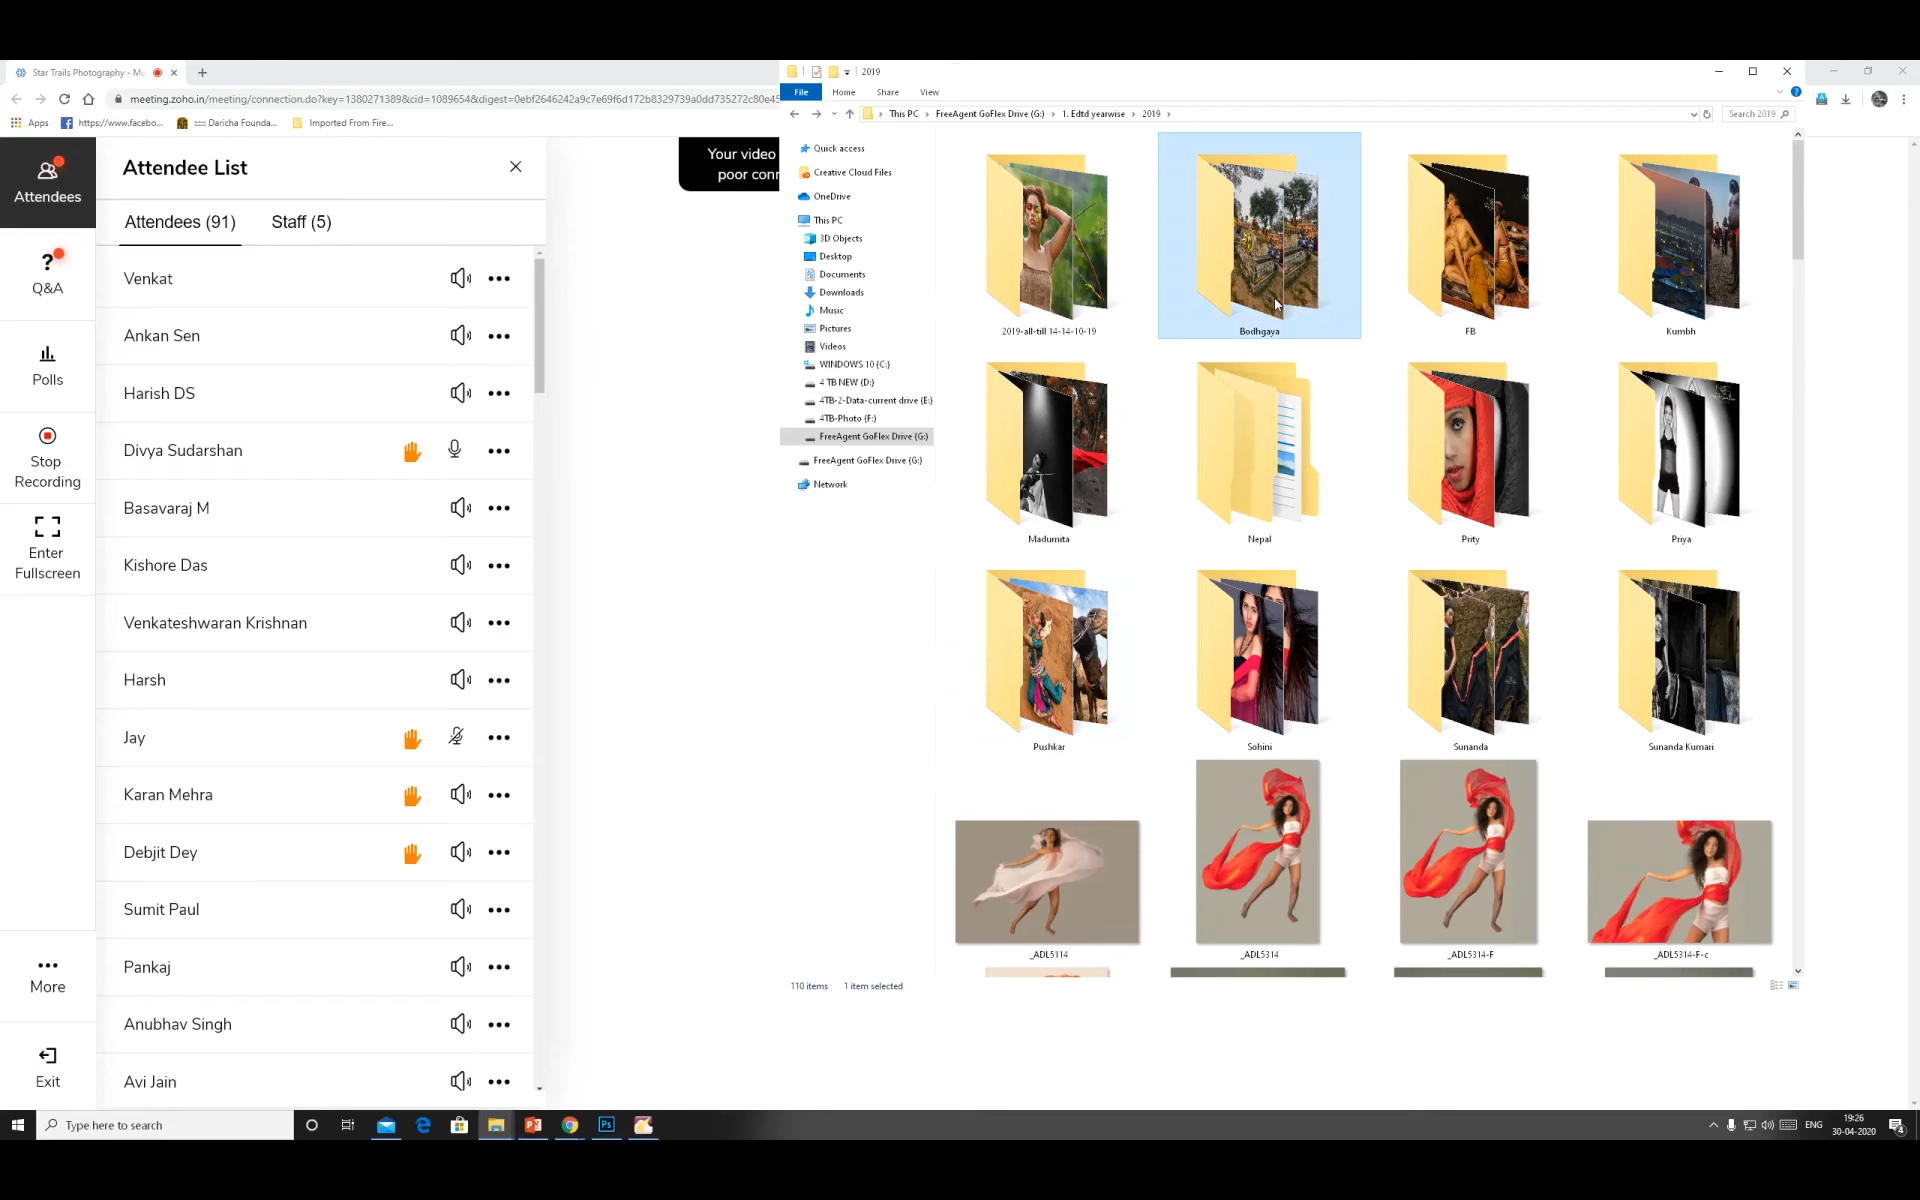 Star Trails Photography - Mu
meeting.zoho.in/meeting/connection.do?key=1380271389&cid=1089654&digest=0ebf2646242a9c7e69f6d172b8329739a0dd735272c80e45
Apps
https://www.facebo...
::::: Daricha Founda...
Imported From Fire...
Attendees
Q&A
Polls
Stop
Recording
Enter
Fullscreen
More
Exit
Attendee List
Attendees (91)
Staff (5)
Venkat
Ankan Sen
Harish DS
Divya Sudarshan
Basavaraj M
Kishore Das
Venkateshwaran Krishnan
Harsh
Jay
Karan Mehra
Debjit Dey
Sumit Paul
Pankaj
Anubhav Singh
Avi Jain
Your video
poor conn
2019
File Home Share View
This PC › FreeAgent GoFlex Drive (G:) › 1. Edtd yearwise › 2019 ›
Search 2019
Quick access
Creative Cloud Files
OneDrive
This PC
3D Objects
Desktop
Documents
Downloads
Music
Pictures
Videos
WINDOWS 10 (C:)
4 TB NEW (D:)
4TB-2-Data-current drive (E:)
4TB-Photo (F:)
FreeAgent GoFlex Drive (G:)
FreeAgent GoFlex Drive (G:)
Network
2019-all-till 14-14-10-19
Bodhgaya
FB
Kumbh
Madumita
Nepal
Prity
Priya
Pushkar
Sohini
Sunanda
Sunanda Kumari
_ADL5114
_ADL5314
_ADL5314-F
_ADL5314-F-c
110 items 1 item selected
Type here to search
ENG
19:26
30-04-2020
4